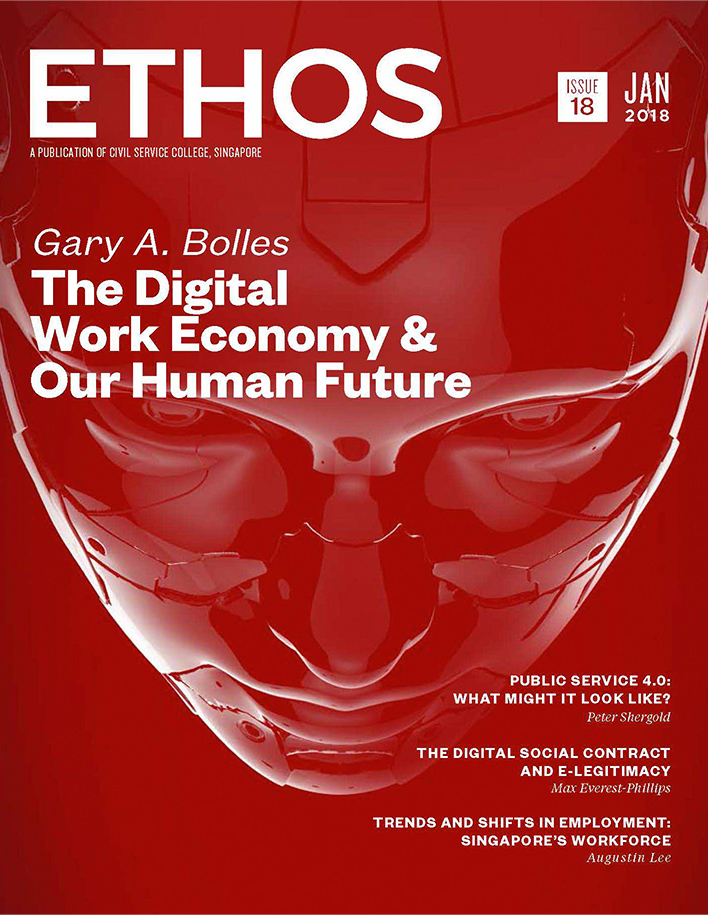 ETHOS
ISSUE
18
JAN
2018
A PUBLICATION OF CIVIL SERVICE COLLEGE, SINGAPORE
Gary A. Bolles
The Digital
Work Economy &
Our Human Future
PUBLIC SERVICE 4.0:
WHAT MIGHT IT LOOK LIKE?
Peter Shergold
THE DIGITAL SOCIAL CONTRACT
AND E-LEGITIMACY
Max Everest-Phillips
TRENDS AND SHIFTS IN EMPLOYMENT:
SINGAPORE'S WORKFORCE
Augustin Lee